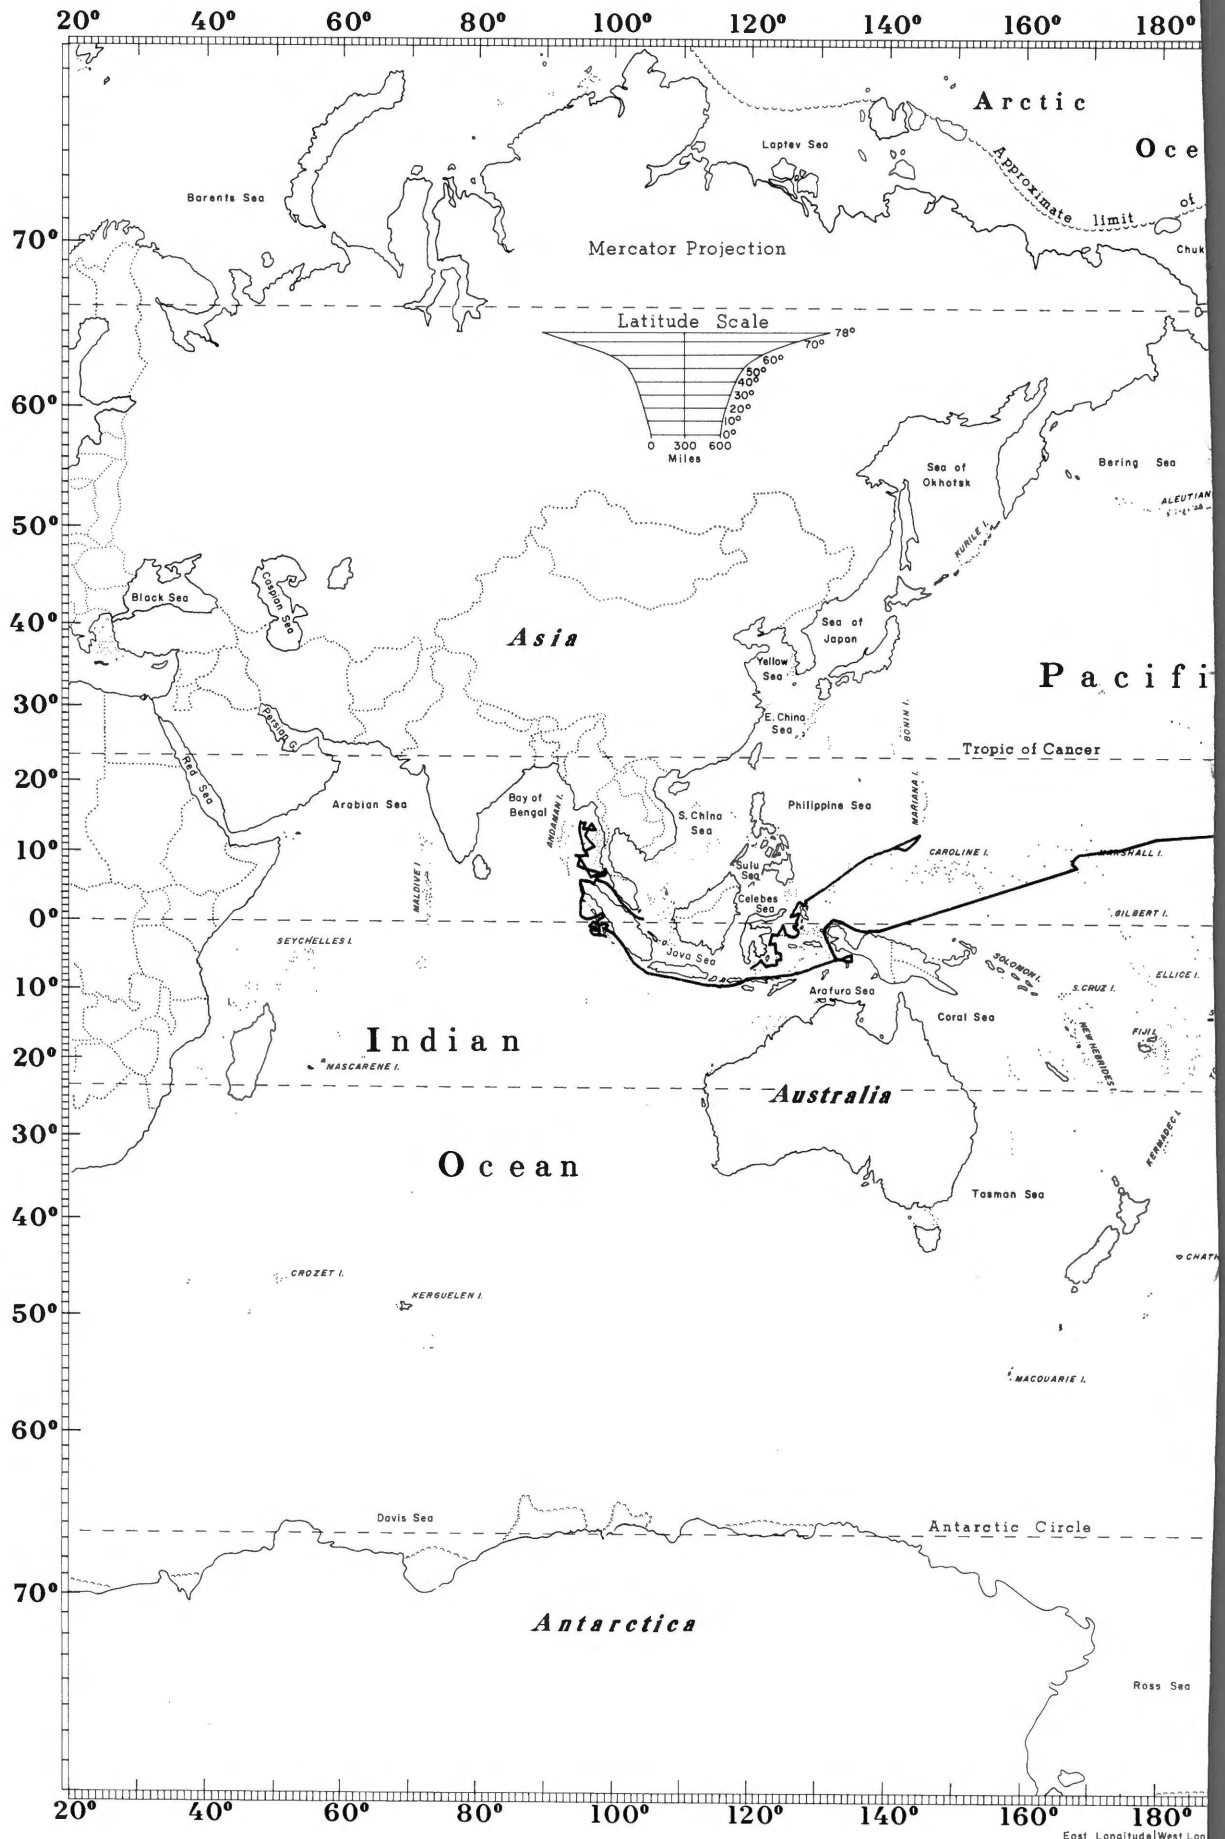 20° 40° 60° 80° 100° 120° 140° 160° 180°
Arctic
Oce
Laptev Sea
Approximate limit of
Barents Sea
70°
Mercator Projection
Chuk
Latitude Scale
78°
70°
60°
50°
40°
30°
20°
10°
0°
0 300 600
Miles
60°
Sea of
Okhotsk
Bering Sea
ALEUTIAN
50°
KURILE I.
Black Sea
Caspian Sea
40°
Asia
Sea of
Japan
Yellow
Sea
Pacifi
30°
Persian G.
E. China
Sea
BONIN I.
Tropic of Cancer
20°
Red Sea
Arabian Sea
Bay of
Bengal
ANDAMAN I.
S. China
Sea
Philippine Sea
MARIANA I.
10°
MALDIVE I
Sulu
Sea
CAROLINE I.
MARSHALL I.
Celebes
Sea
0°
GILBERT I.
SEYCHELLES I.
Java Sea
SOLOMON I.
ELLICE I.
10°
Arafura Sea
S.CRUZ I.
Coral Sea
Indian
NEW HEBRIDES I.
FIJI I.
20°
MASCARENE I.
Australia
30°
KERMADEC I.
Ocean
Tasman Sea
40°
CHATH
CROZET I.
KERGUELEN I.
50°
MACQUARIE I.
60°
Davis Sea
Antarctic Circle
70°
Antarctica
Ross Sea
20° 40° 60° 80° 100° 120° 140° 160° 180°
East Longitude|West Lon